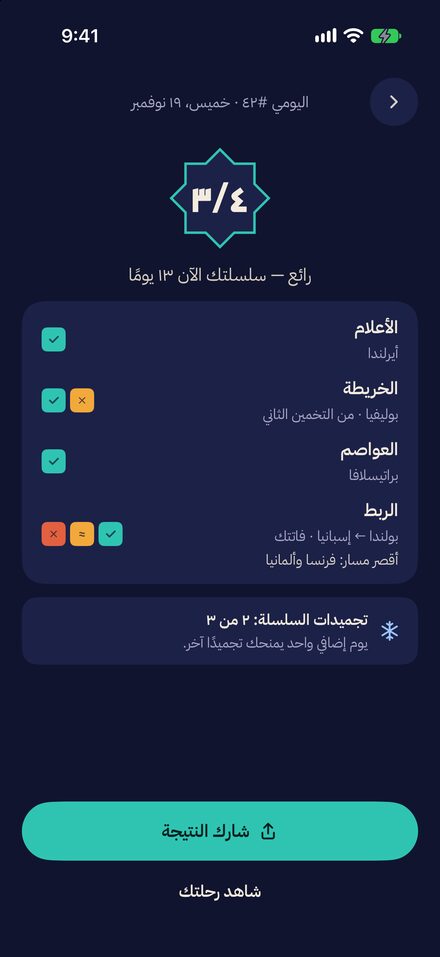 9:41
اليومي #٤٢ · خميس، ١٩ نوفمبر
٣/٤
رائع — سلسلتك الآن ١٣ يومًا
الأعلام
أيرلندا
الخريطة
بوليفيا · من التخمين الثاني
العواصم
براتيسلافا
الربط
بولندا ← إسبانيا · فاتتك
أقصر مسار: فرنسا وألمانيا
تجميدات السلسلة: ٢ من ٣
يوم إضافي واحد يمنحك تجميدًا آخر.
شارك النتيجة
شاهد رحلتك